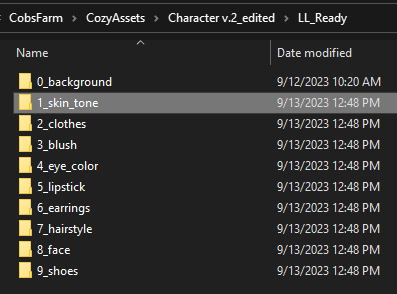 CobsFarm > CozyAssets > Character v.2_edited > LL_Ready
Name Date modified
0_background 9/12/2023 10:20 AM
1_skin_tone 9/13/2023 12:48 PM
2_clothes 9/13/2023 12:48 PM
3_blush 9/13/2023 12:48 PM
4_eye_color 9/13/2023 12:48 PM
5_lipstick 9/13/2023 12:48 PM
6_earrings 9/13/2023 12:48 PM
7_hairstyle 9/13/2023 12:48 PM
8_face 9/13/2023 12:48 PM
9_shoes 9/13/2023 12:48 PM